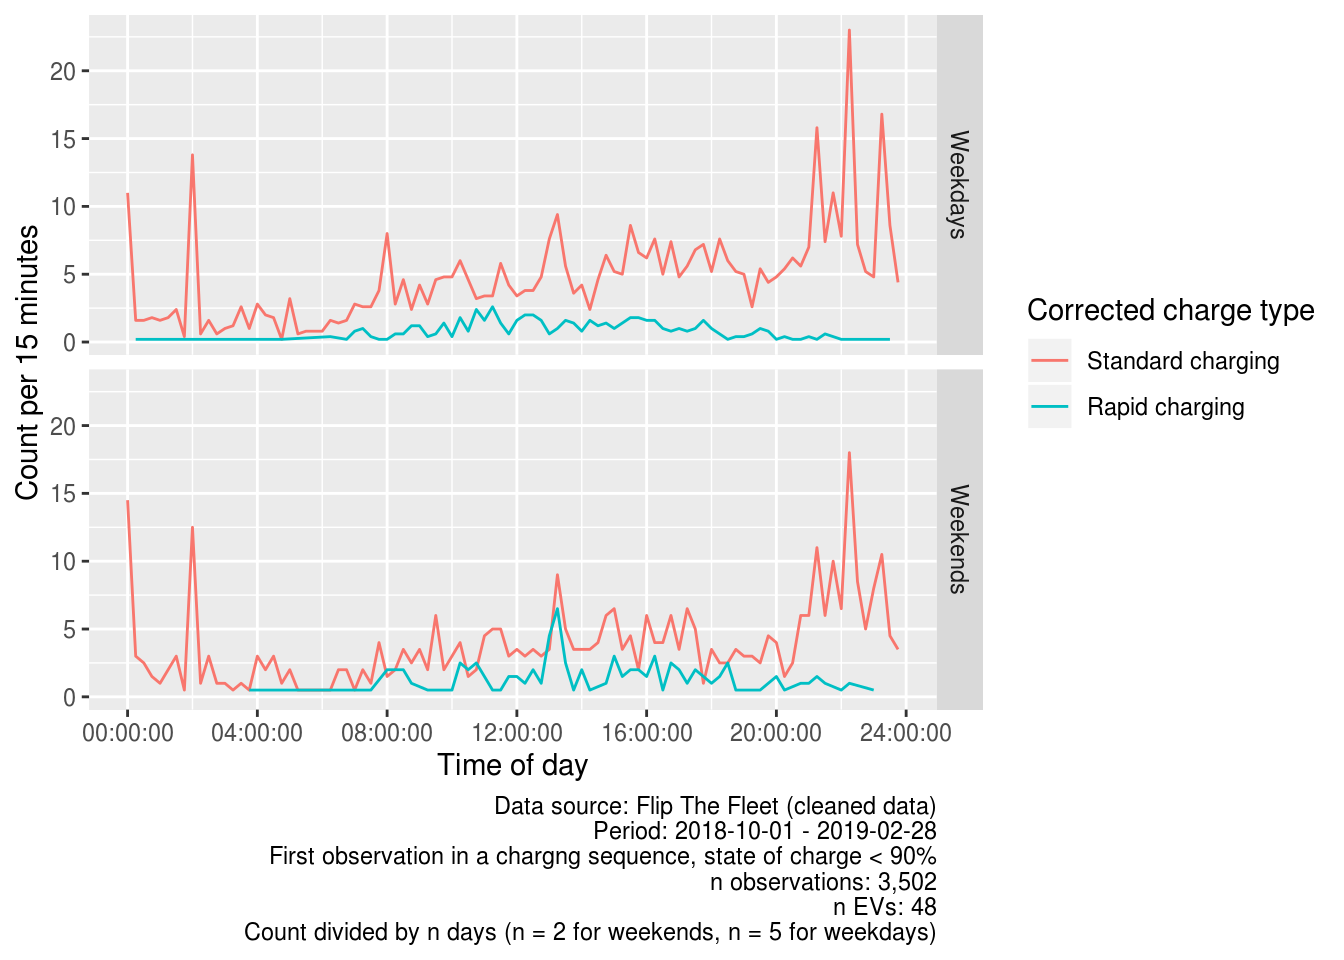 20
15
10
5
0
Weekdays
20
15
10
5
0
Weekends
Count per 15 minutes
00:00:00 04:00:00 08:00:00 12:00:00 16:00:00 20:00:00 24:00:00
Time of day
Corrected charge type
Standard charging
Rapid charging
Data source: Flip The Fleet (cleaned data)
Period: 2018-10-01 - 2019-02-28
First observation in a chargng sequence, state of charge < 90%
n observations: 3,502
n EVs: 48
Count divided by n days (n = 2 for weekends, n = 5 for weekdays)